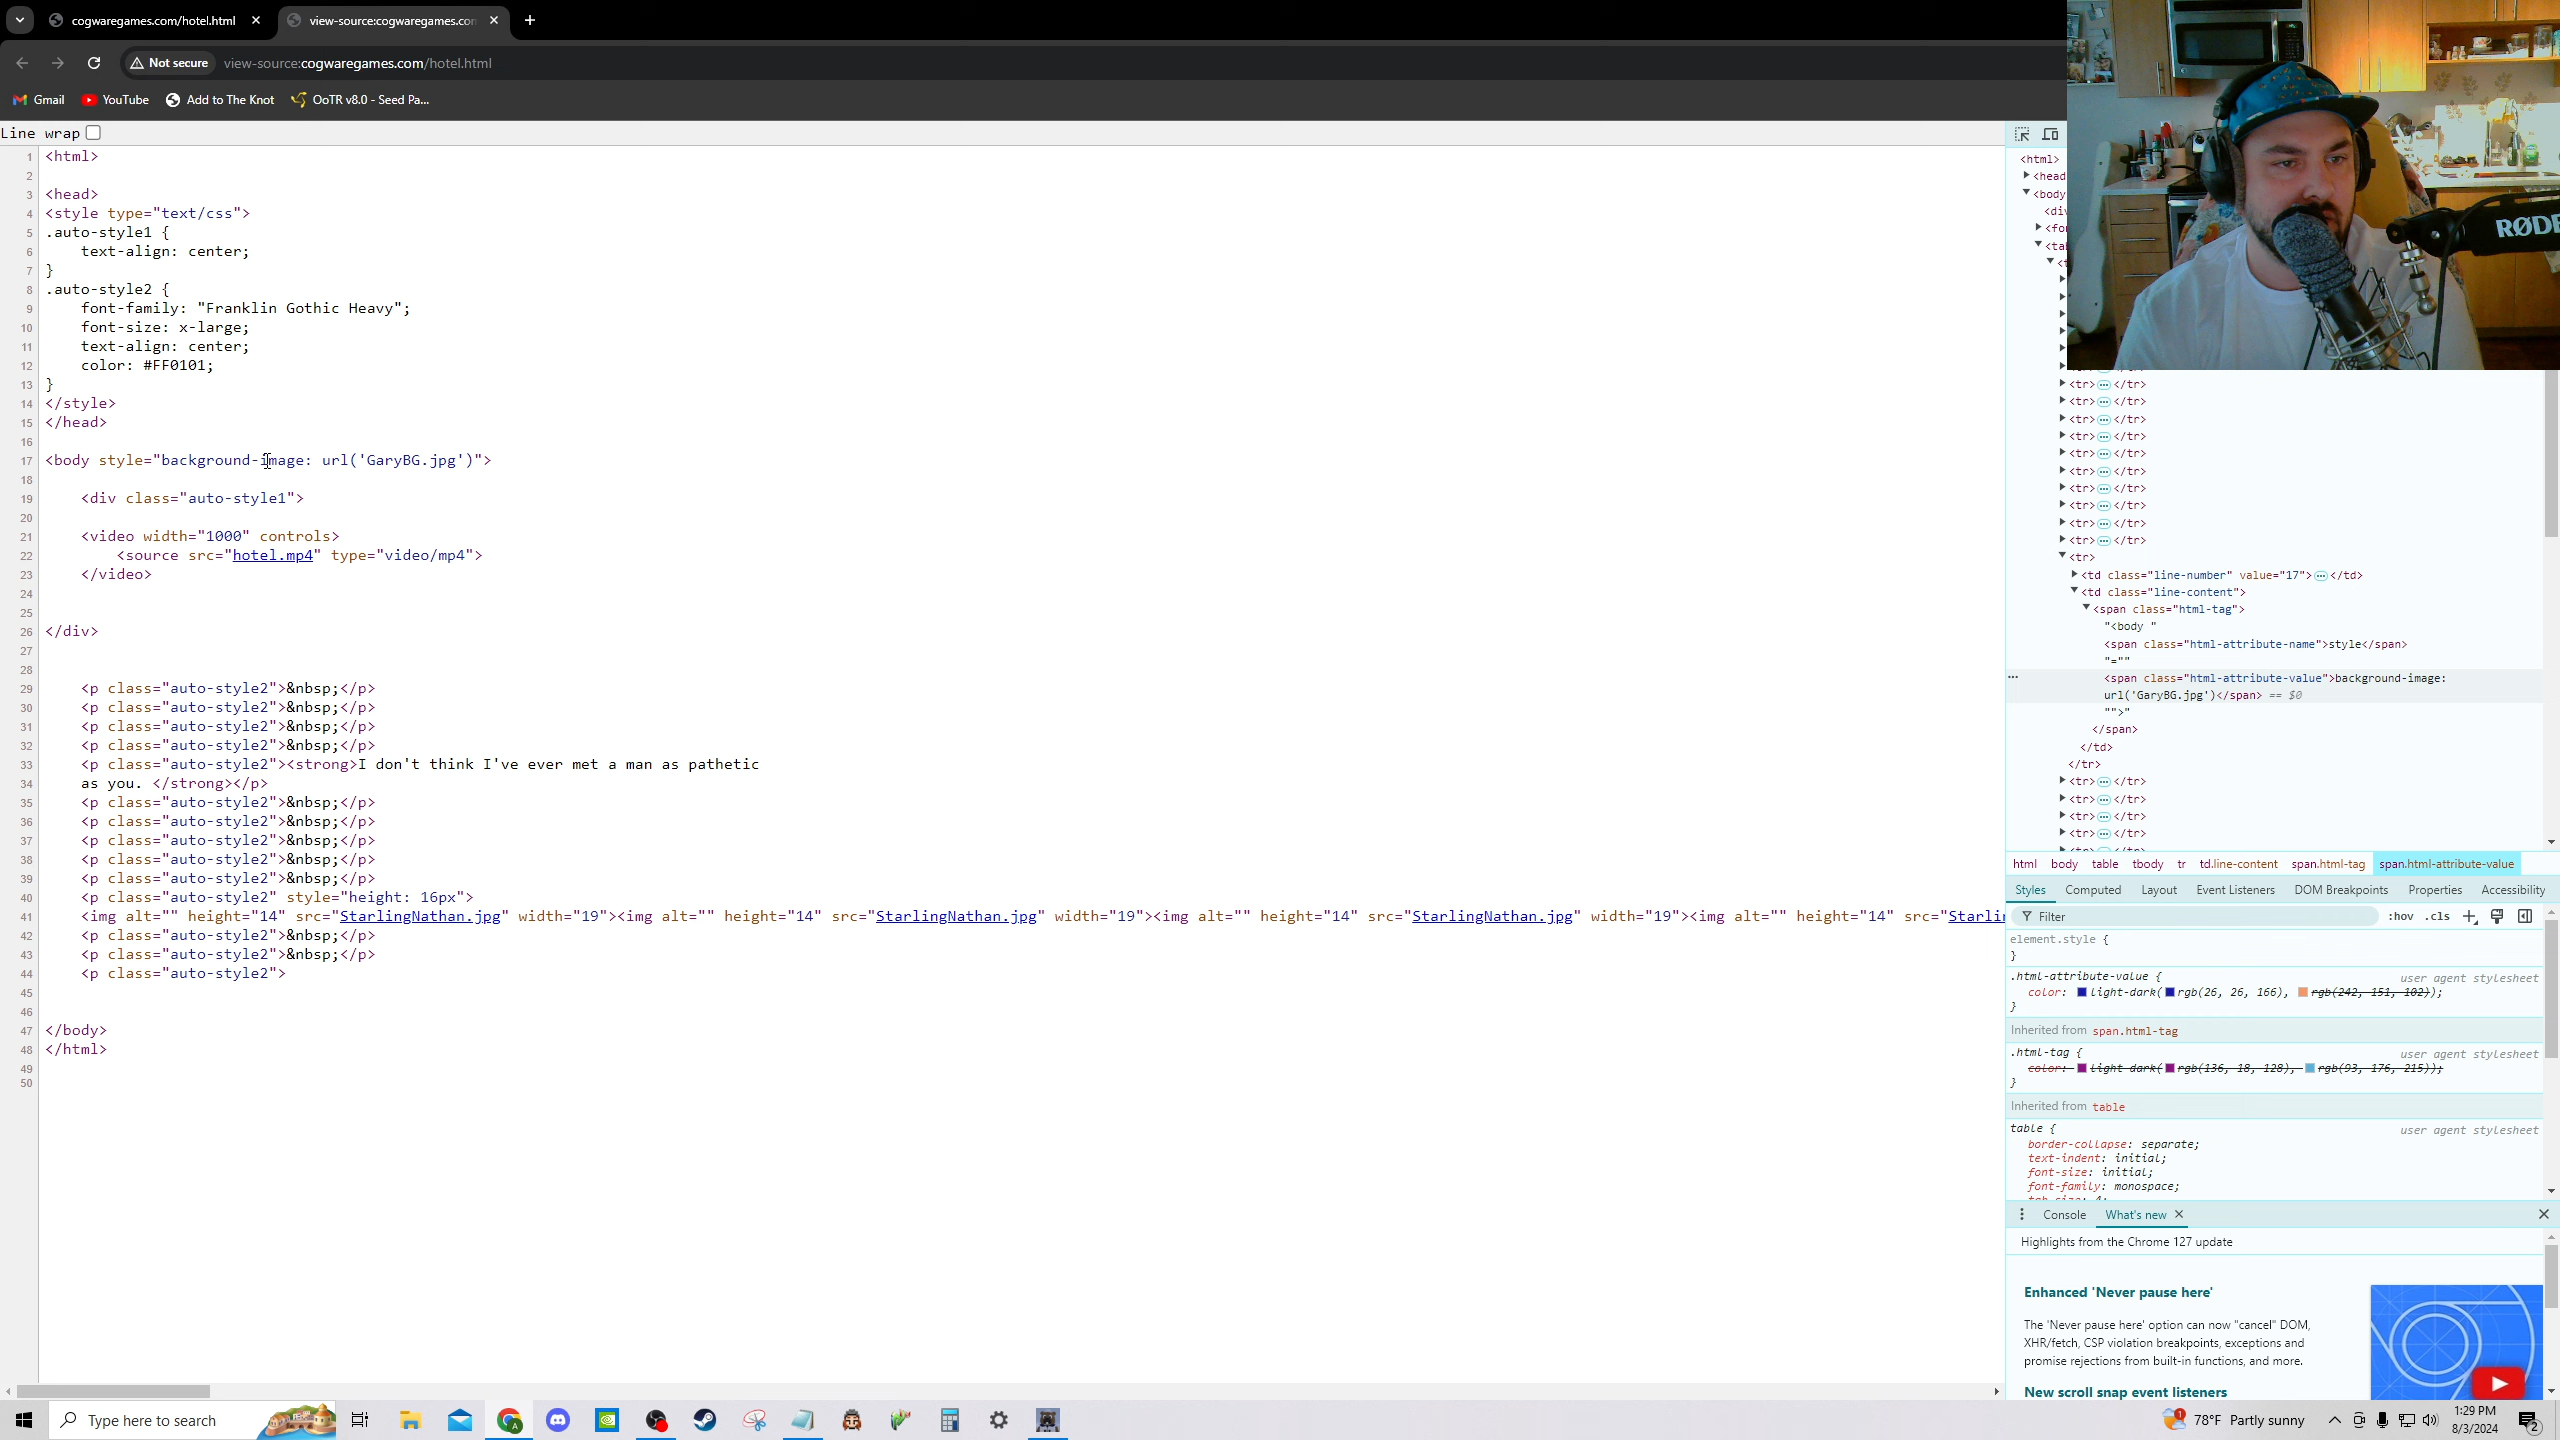 cogwaregames.com/hotel.html
view-source:cogwaregames.con
Not secure
view-source:cogwaregames.com/hotel.html
Gmail
YouTube
Add to The Knot
OoTR v8.0 - Seed Pa...
Line wrap
1 <html>
2
3 <head>
4 <style type="text/css">
5 .auto-style1 {
6 text-align: center;
7 }
8 .auto-style2 {
9 font-family: "Franklin Gothic Heavy";
10 font-size: x-large;
11 text-align: center;
12 color: #FF0101;
13 }
14 </style>
15 </head>
16
17 <body style="background-image: url('GaryBG.jpg')">
18
19 <div class="auto-style1">
20
21 <video width="1000" controls>
22 <source src="hotel.mp4" type="video/mp4">
23 </video>
24
25
26 </div>
27
28
29 <p class="auto-style2">&nbsp;</p>
30 <p class="auto-style2">&nbsp;</p>
31 <p class="auto-style2">&nbsp;</p>
32 <p class="auto-style2">&nbsp;</p>
33 <p class="auto-style2"><strong>I don't think I've ever met a man as pathetic
34 as you. </strong></p>
35 <p class="auto-style2">&nbsp;</p>
36 <p class="auto-style2">&nbsp;</p>
37 <p class="auto-style2">&nbsp;</p>
38 <p class="auto-style2">&nbsp;</p>
39 <p class="auto-style2">&nbsp;</p>
40 <p class="auto-style2" style="height: 16px">
41 <img alt="" height="14" src="StarlingNathan.jpg" width="19"><img alt="" height="14" src="StarlingNathan.jpg" width="19"><img alt="" height="14" src="StarlingNathan.jpg" width="19"><img alt="" height="14" src="Starlin
42 <p class="auto-style2">&nbsp;</p>
43 <p class="auto-style2">&nbsp;</p>
44 <p class="auto-style2">
45
46
47 </body>
48 </html>
49
50
RØDE
<html>
<head
<body
<div
<fo
<ta
<t
<tr> </tr>
<tr> </tr>
<tr> </tr>
<tr> </tr>
<tr> </tr>
<tr> </tr>
<tr> </tr>
<tr> </tr>
<tr> </tr>
<tr> </tr>
<tr>
<td class="line-number" value="17"> </td>
<td class="line-content">
<span class="html-tag">
"<body "
<span class="html-attribute-name">style</span>
"=""
<span class="html-attribute-value">background-image:
url('GaryBG.jpg')</span> == $0
"">"
</span>
</td>
</tr>
<tr> </tr>
<tr> </tr>
<tr> </tr>
<tr> </tr>
html body table tbody tr td.line-content span.html-tag span.html-attribute-value
Styles Computed Layout Event Listeners DOM Breakpoints Properties Accessibility
Filter :hov .cls
element.style {
}
.html-attribute-value { user agent stylesheet
color: light-dark( rgb(26, 26, 166), rgb(242, 151, 102));
}
Inherited from span.html-tag
.html-tag { user agent stylesheet
color: light-dark( rgb(136, 18, 128), rgb(93, 176, 215));
}
Inherited from table
table { user agent stylesheet
border-collapse: separate;
text-indent: initial;
font-size: initial;
font-family: monospace;
Console What's new
Highlights from the Chrome 127 update
Enhanced 'Never pause here'
The 'Never pause here' option can now "cancel" DOM,
XHR/fetch, CSP violation breakpoints, exceptions and
promise rejections from built-in functions, and more.
New scroll snap event listeners
Type here to search
78°F Partly sunny
1:29 PM
8/3/2024
2